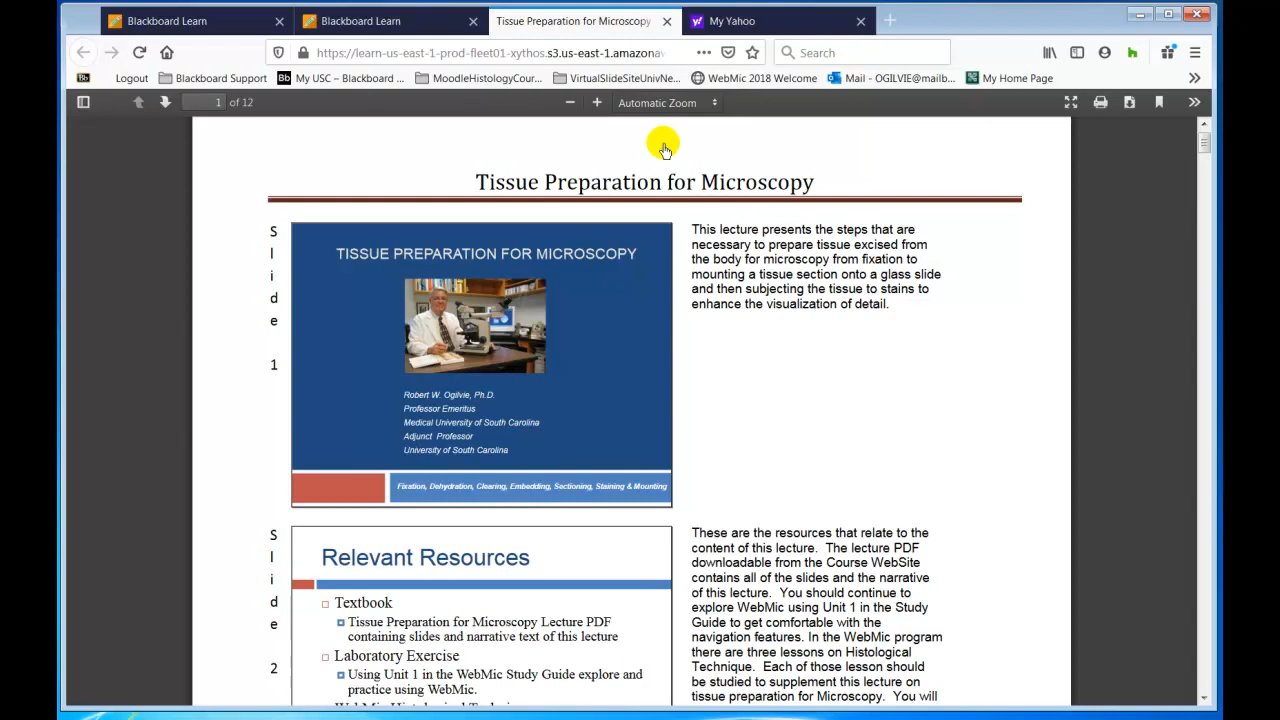 Blackboard Learn
Blackboard Learn
Tissue Preparation for Microscopy
My Yahoo
https://learn-us-east-1-prod-fleet01-xythos.s3.us-east-1.amazonav
Search
Bb
Logout
Blackboard Support
Bb My USC – Blackboard ...
MoodleHistologyCour...
VirtualSlideSiteUnivNe...
WebMic 2018 Welcome
Mail - OGILVIE@mailb...
My Home Page
1 of 12
Automatic Zoom
Tissue Preparation for Microscopy
Slide 1
TISSUE PREPARATION FOR MICROSCOPY
Robert W. Ogilvie, Ph.D.
Professor Emeritus
Medical University of South Carolina
Adjunct Professor
University of South Carolina
Fixation, Dehydration, Clearing, Embedding, Sectioning, Staining & Mounting
This lecture presents the steps that are
necessary to prepare tissue excised from
the body for microscopy from fixation to
mounting a tissue section onto a glass slide
and then subjecting the tissue to stains to
enhance the visualization of detail.
Slide 2
Relevant Resources
Textbook
Tissue Preparation for Microscopy Lecture PDF
containing slides and narrative text of this lecture
Laboratory Exercise
Using Unit 1 in the WebMic Study Guide explore and
practice using WebMic.
These are the resources that relate to the
content of this lecture. The lecture PDF
downloadable from the Course WebSite
contains all of the slides and the narrative
of this lecture. You should continue to
explore WebMic using Unit 1 in the Study
Guide to get comfortable with the
navigation features. In the WebMic program
there are three lessons on Histological
Technique. Each of those lesson should
be studied to supplement this lecture on
tissue preparation for Microscopy. You will